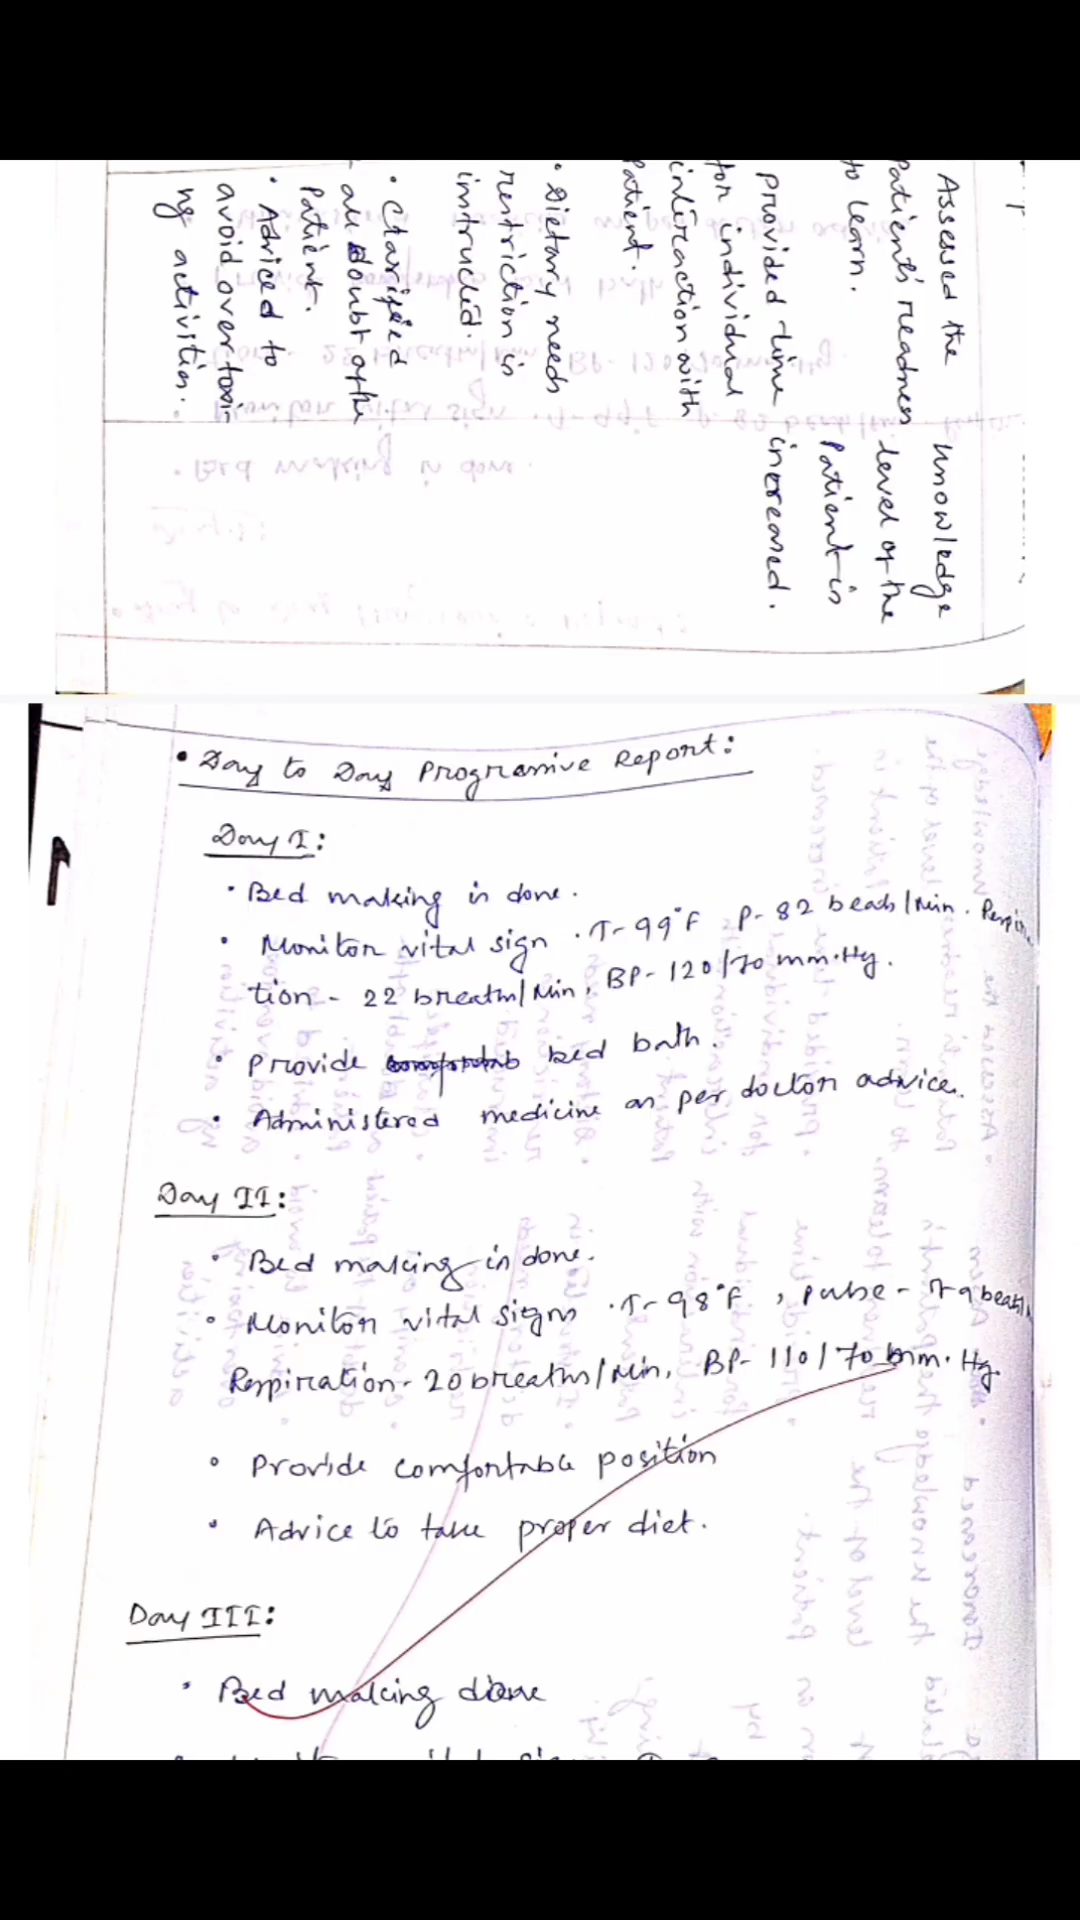 Assessed the
Patient's readness
to learn.
Provided time
for individual
interaction with
Patient.
• Dietary needs
restriction is
instructed.
• Clarified
all doubt of the
Patient.
• Adviced to
avoid over
ng activities.
Knowledge
level of the
Patient is
increased.
• Day to Day Progressive Report:
Day I:
• Bed making is done.
• Monitor vital sign . T- 99°F P- 82 beats/Min. Respira
tion - 22 breaths/Min, BP- 120/70 mm.Hg.
• Provide bed bath.
• Administered medicine as per doctor advice.
Day II:
• Bed making is done.
• Monitor vital signs . T- 98°F , pulse - 79 beats/
Respiration - 20 breaths/Min, BP- 110/70 mm.Hg.
• Provide comfortable position
• Advice to take proper diet.
Day III:
• Bed making done